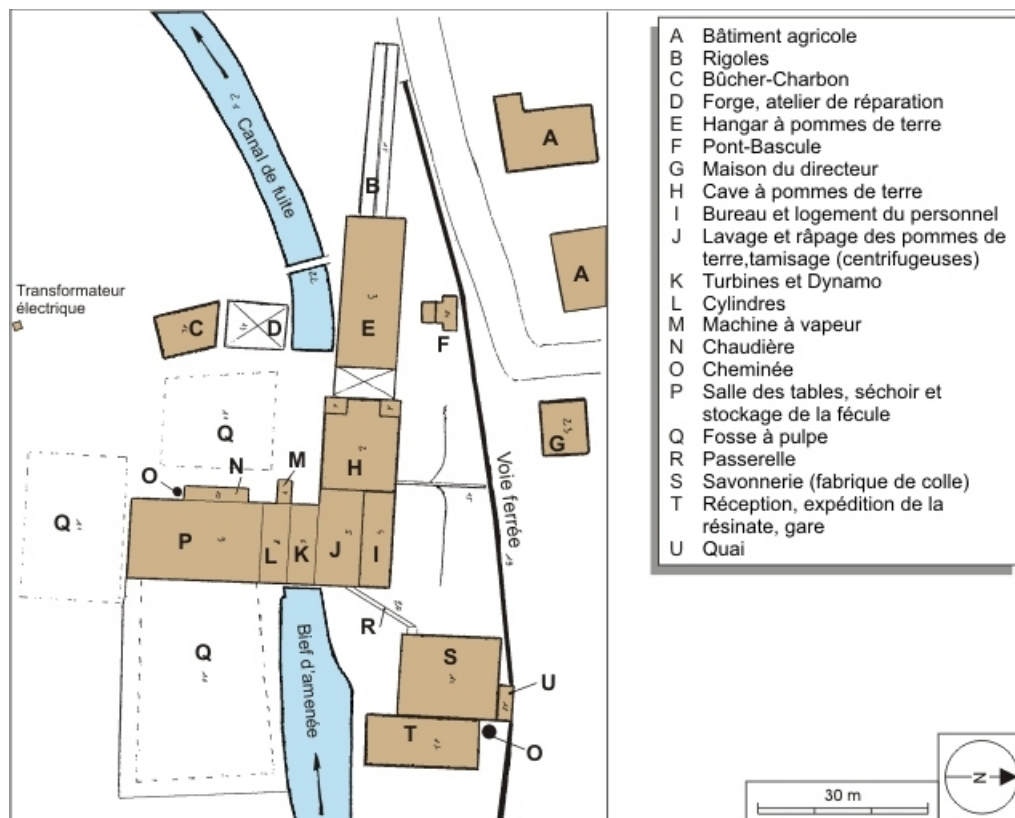 A
B
Canal de fuite
A
Transformateur
électrique
C
D
E
F
G
Q
H
N
M
O
Q
P
L
K
J
I
Voie ferrée
R
Q
Bief d'amenée
S
U
T
O
A Bâtiment agricole
B Rigoles
C Bûcher-Charbon
D Forge, atelier de réparation
E Hangar à pommes de terre
F Pont-Bascule
G Maison du directeur
H Cave à pommes de terre
I Bureau et logement du personnel
J Lavage et râpage des pommes de
terre,tamisage (centrifugeuses)
K Turbines et Dynamo
L Cylindres
M Machine à vapeur
N Chaudière
O Cheminée
P Salle des tables, séchoir et
stockage de la fécule
Q Fosse à pulpe
R Passerelle
S Savonnerie (fabrique de colle)
T Réception, expédition de la
résinate, gare
U Quai
30 m
N